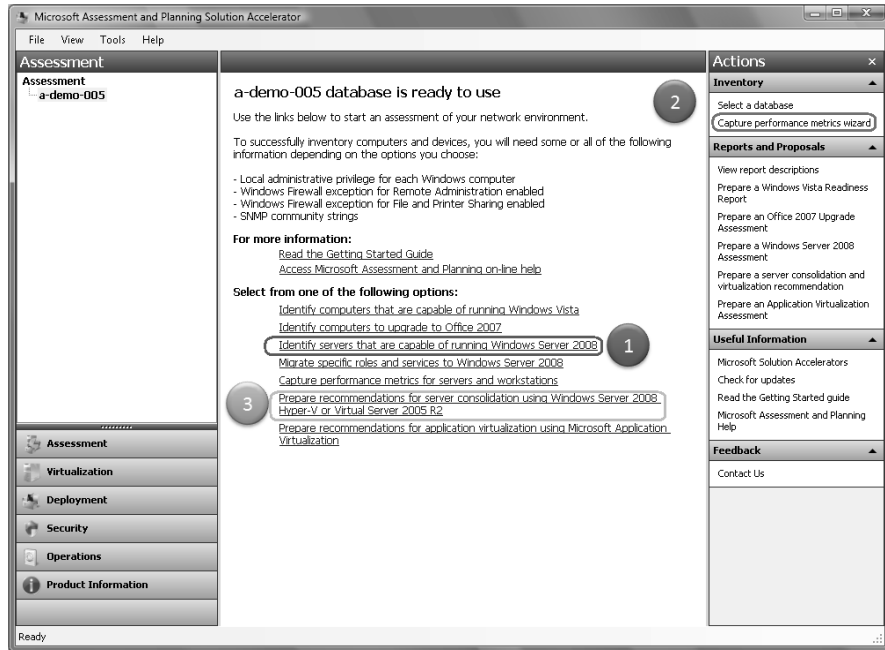 Microsoft Assessment and Planning Solution Accelerator
File View Tools Help
Assessment
Assessment
a-demo-005
Assessment
Virtualization
Deployment
Security
Operations
Product Information
a-demo-005 database is ready to use
Use the links below to start an assessment of your network environment.
To successfully inventory computers and devices, you will need some or all of the following
information depending on the options you choose:
- Local administrative privilege for each Windows computer
- Windows Firewall exception for Remote Administration enabled
- Windows Firewall exception for File and Printer Sharing enabled
- SNMP community strings
For more information:
Read the Getting Started Guide
Access Microsoft Assessment and Planning on-line help
Select from one of the following options:
Identify computers that are capable of running Windows Vista
Identify computers to upgrade to Office 2007
Identify servers that are capable of running Windows Server 2008
1
Migrate specific roles and services to Windows Server 2008
Capture performance metrics for servers and workstations
3
Prepare recommendations for server consolidation using Windows Server 2008
Hyper-V or Virtual Server 2005 R2
Prepare recommendations for application virtualization using Microsoft Application
Virtualization
Actions
Inventory
Select a database
2
Capture performance metrics wizard
Reports and Proposals
View report descriptions
Prepare a Windows Vista Readiness
Report
Prepare an Office 2007 Upgrade
Assessment
Prepare a Windows Server 2008
Assessment
Prepare a server consolidation and
virtualization recommendation
Prepare an Application Virtualization
Assessment
Useful Information
Microsoft Solution Accelerators
Check for updates
Read the Getting Started guide
Microsoft Assessment and Planning
Help
Feedback
Contact Us
Ready